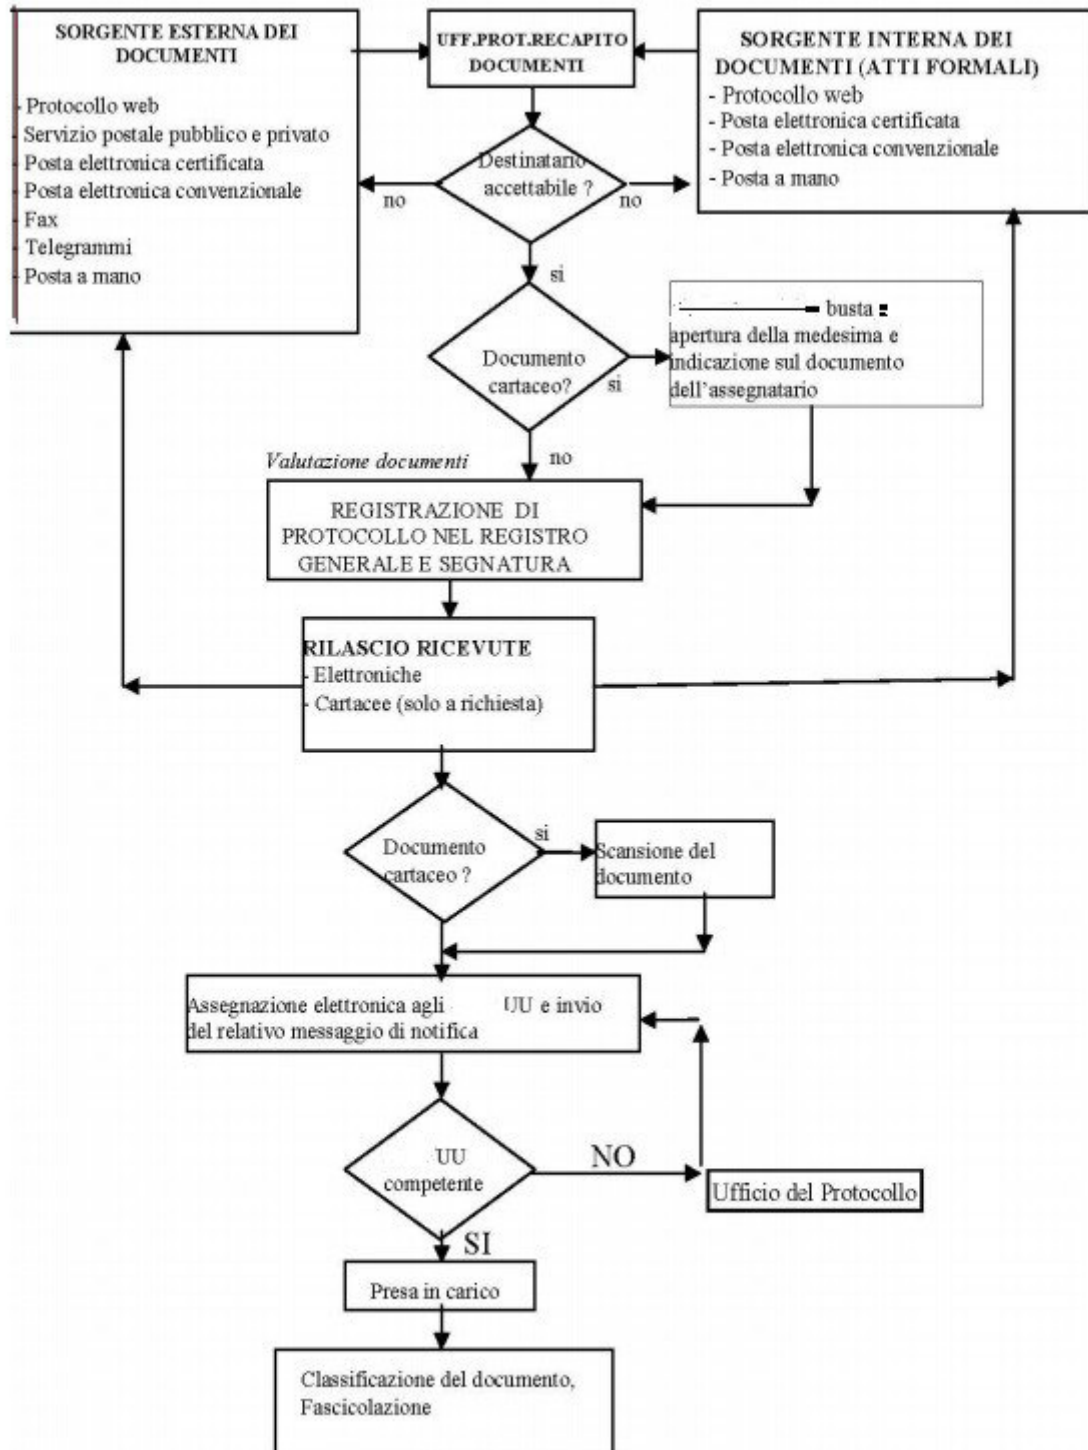 SORGENTE ESTERNA DEI
DOCUMENTI
- Protocollo web
- Servizio postale pubblico e privato
- Posta elettronica certificata
- Posta elettronica convenzionale
- Fax
- Telegrammi
- Posta a mano
UFF.PROT.RECAPITO
DOCUMENTI
SORGENTE INTERNA DEI
DOCUMENTI (ATTI FORMALI)
- Protocollo web
- Posta elettronica certificata
- Posta elettronica convenzionale
- Posta a mano
Destinatario
accettabile ?
no
no
si
Documento
cartaceo?
si
busta
apertura della medesima e
indicazione sul documento
dell'assegnatario
no
Valutazione documenti
REGISTRAZIONE DI
PROTOCOLLO NEL REGISTRO
GENERALE E SEGNATURA
RILASCIO RICEVUTE
- Elettroniche
- Cartacee (solo a richiesta)
Documento
cartaceo ?
si
Scansione del
documento
Assegnazione elettronica agli UU e invio
del relativo messaggio di notifica
UU
competente
NO
Ufficio del Protocollo
SI
Presa in carico
Classificazione del documento,
Fascicolazione